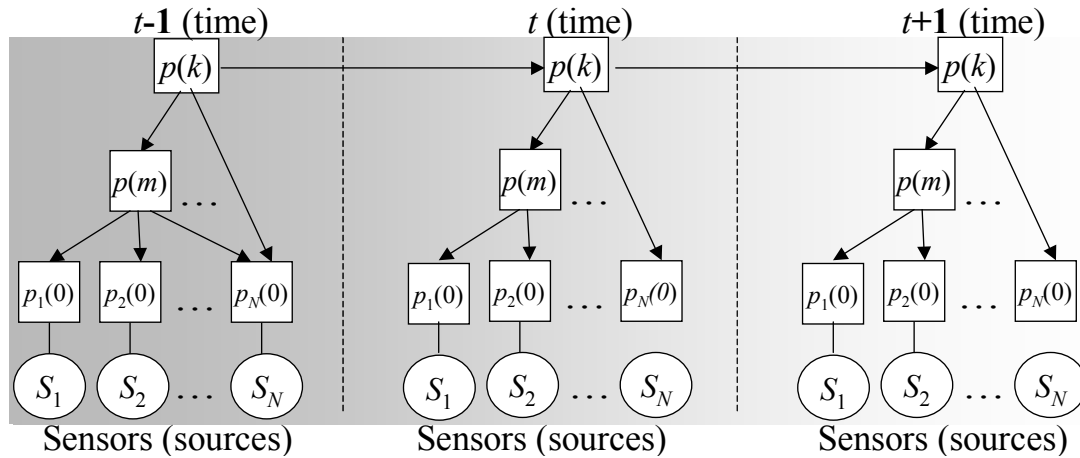 t-1 (time) t (time) t+1 (time)
p(k) p(k) p(k)
p(m) ... p(m) ... p(m) ...
p1(0) p2(0) ... pN(0) p1(0) p2(0) ... pN(0) p1(0) p2(0) ... pN(0)
S1 S2 ... SN S1 S2 ... SN S1 S2 ... SN
Sensors (sources) Sensors (sources) Sensors (sources)